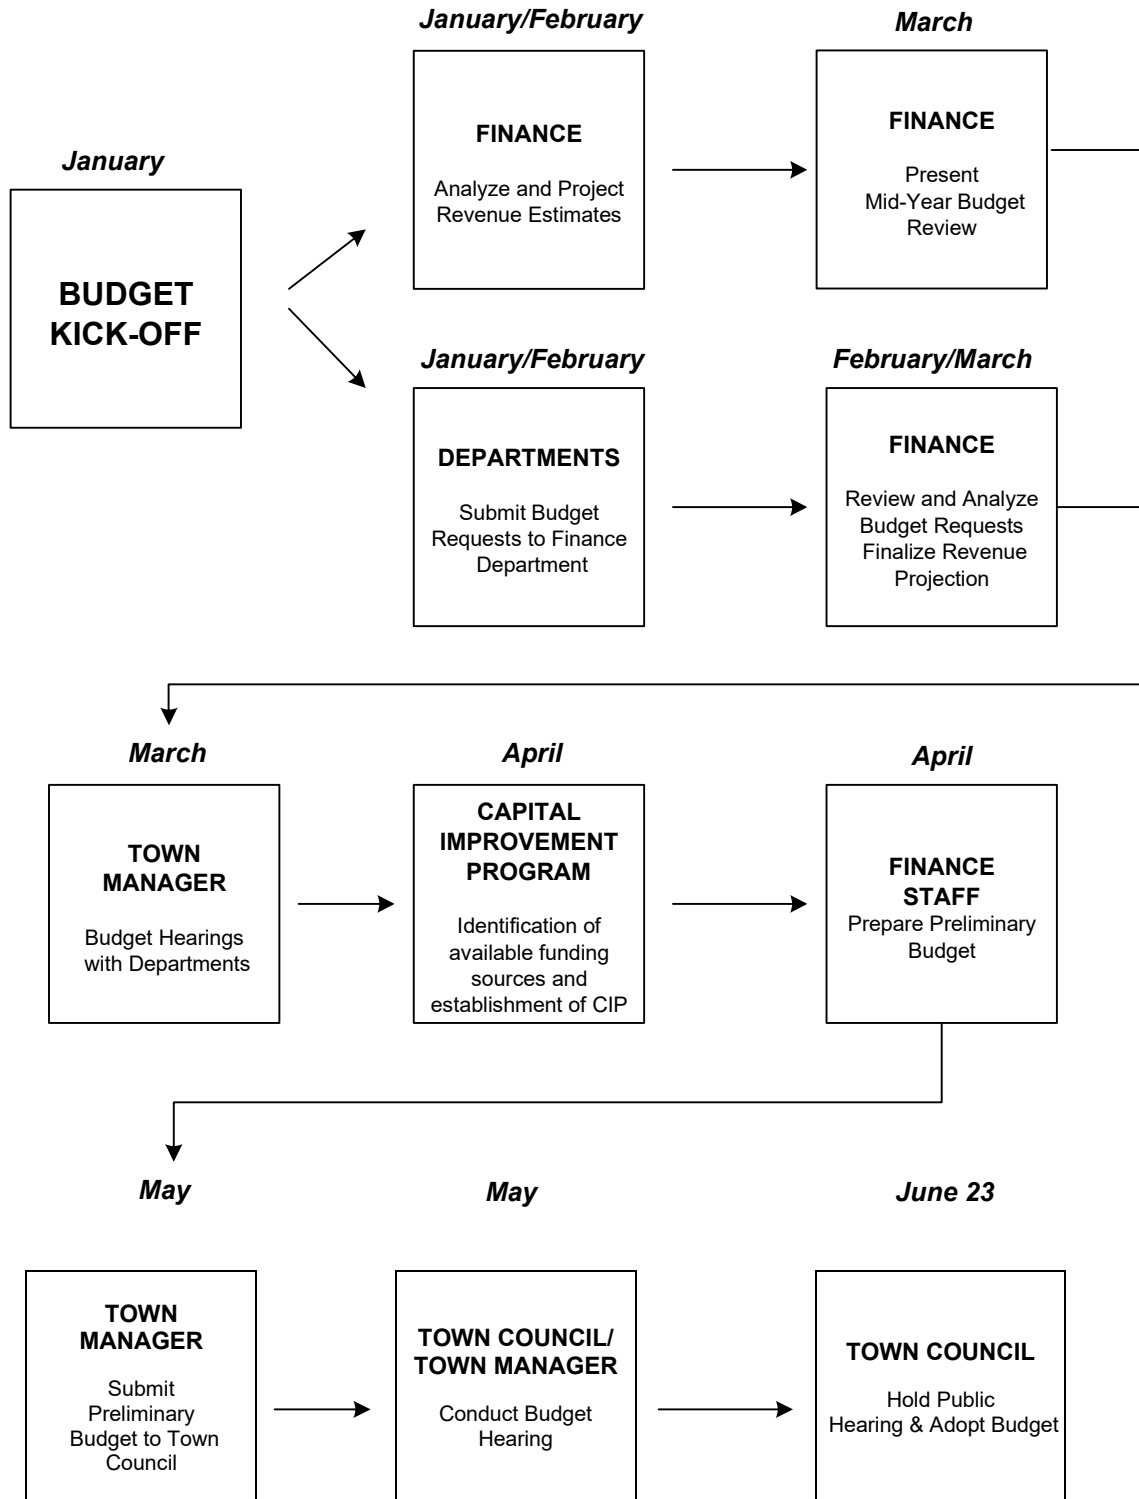 January/February
March
FINANCE
Analyze and Project
Revenue Estimates
FINANCE
Present
Mid-Year Budget
Review
January
BUDGET
KICK-OFF
January/February
February/March
DEPARTMENTS
Submit Budget
Requests to Finance
Department
FINANCE
Review and Analyze
Budget Requests
Finalize Revenue
Projection
March
April
April
TOWN
MANAGER
Budget Hearings
with Departments
CAPITAL
IMPROVEMENT
PROGRAM
Identification of
available funding
sources and
establishment of CIP
FINANCE
STAFF
Prepare Preliminary
Budget
May
May
June 23
TOWN
MANAGER
Submit
Preliminary
Budget to Town
Council
TOWN COUNCIL/
TOWN MANAGER
Conduct Budget
Hearing
TOWN COUNCIL
Hold Public
Hearing & Adopt Budget